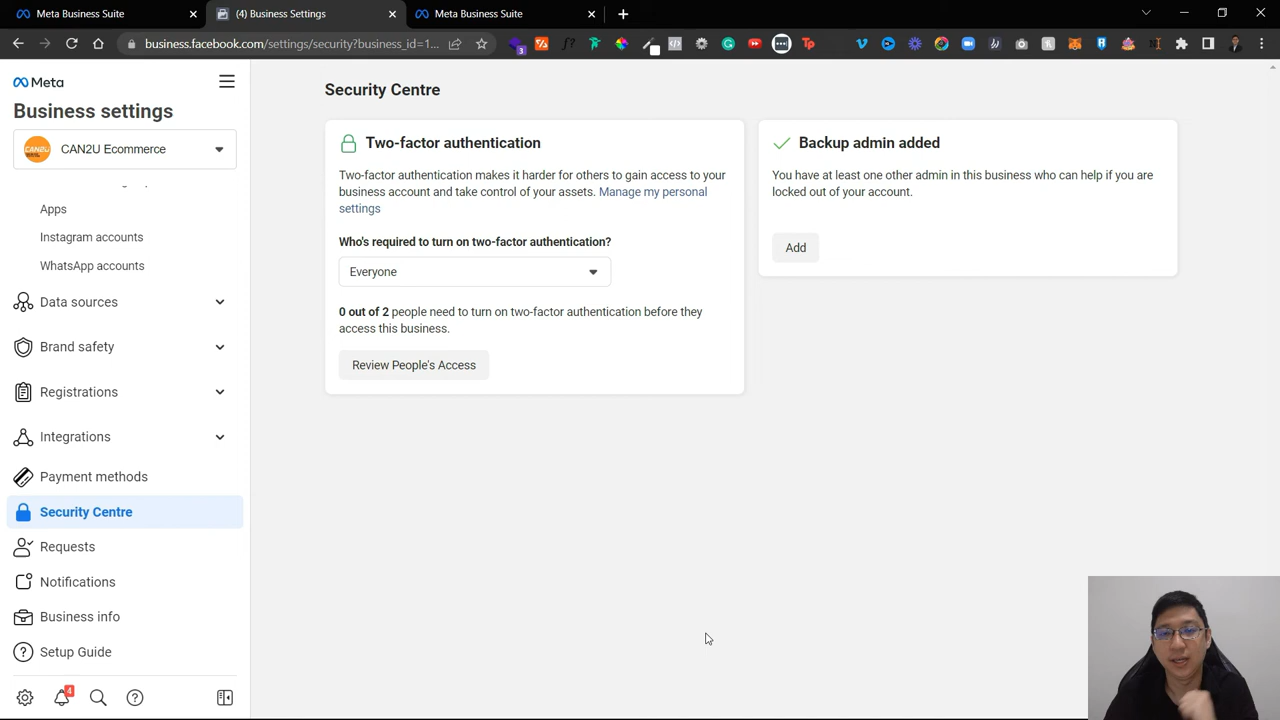 Meta Business Suite
(4) Business Settings
Meta Business Suite
business.facebook.com/settings/security?business_id=1...
Meta
Business settings
CAN2U Ecommerce
Apps
Instagram accounts
WhatsApp accounts
Data sources
Brand safety
Registrations
Integrations
Payment methods
Security Centre
Requests
Notifications
Business info
Setup Guide
4
Security Centre
Two-factor authentication
Two-factor authentication makes it harder for others to gain access to your
business account and take control of your assets. Manage my personal
settings
Who's required to turn on two-factor authentication?
Everyone
0 out of 2 people need to turn on two-factor authentication before they
access this business.
Review People's Access
Backup admin added
You have at least one other admin in this business who can help if you are
locked out of your account.
Add